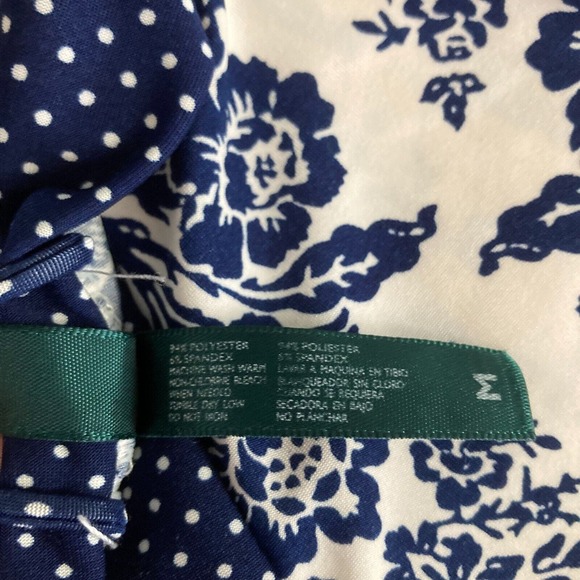 94% POLYESTER
6% SPANDEX
MACHINE WASH WARM
NON-CHLORINE BLEACH
WHEN NEEDED
TUMBLE DRY LOW
DO NOT IRON
94% POLIESTER
6% SPANDEX
LAVAR A MAQUINA EN TIBIO
BLANQUEADOR SIN CLORO
CUANDO SE REQUIERA
SECADORA EN BAJO
NO PLANCHAR
M